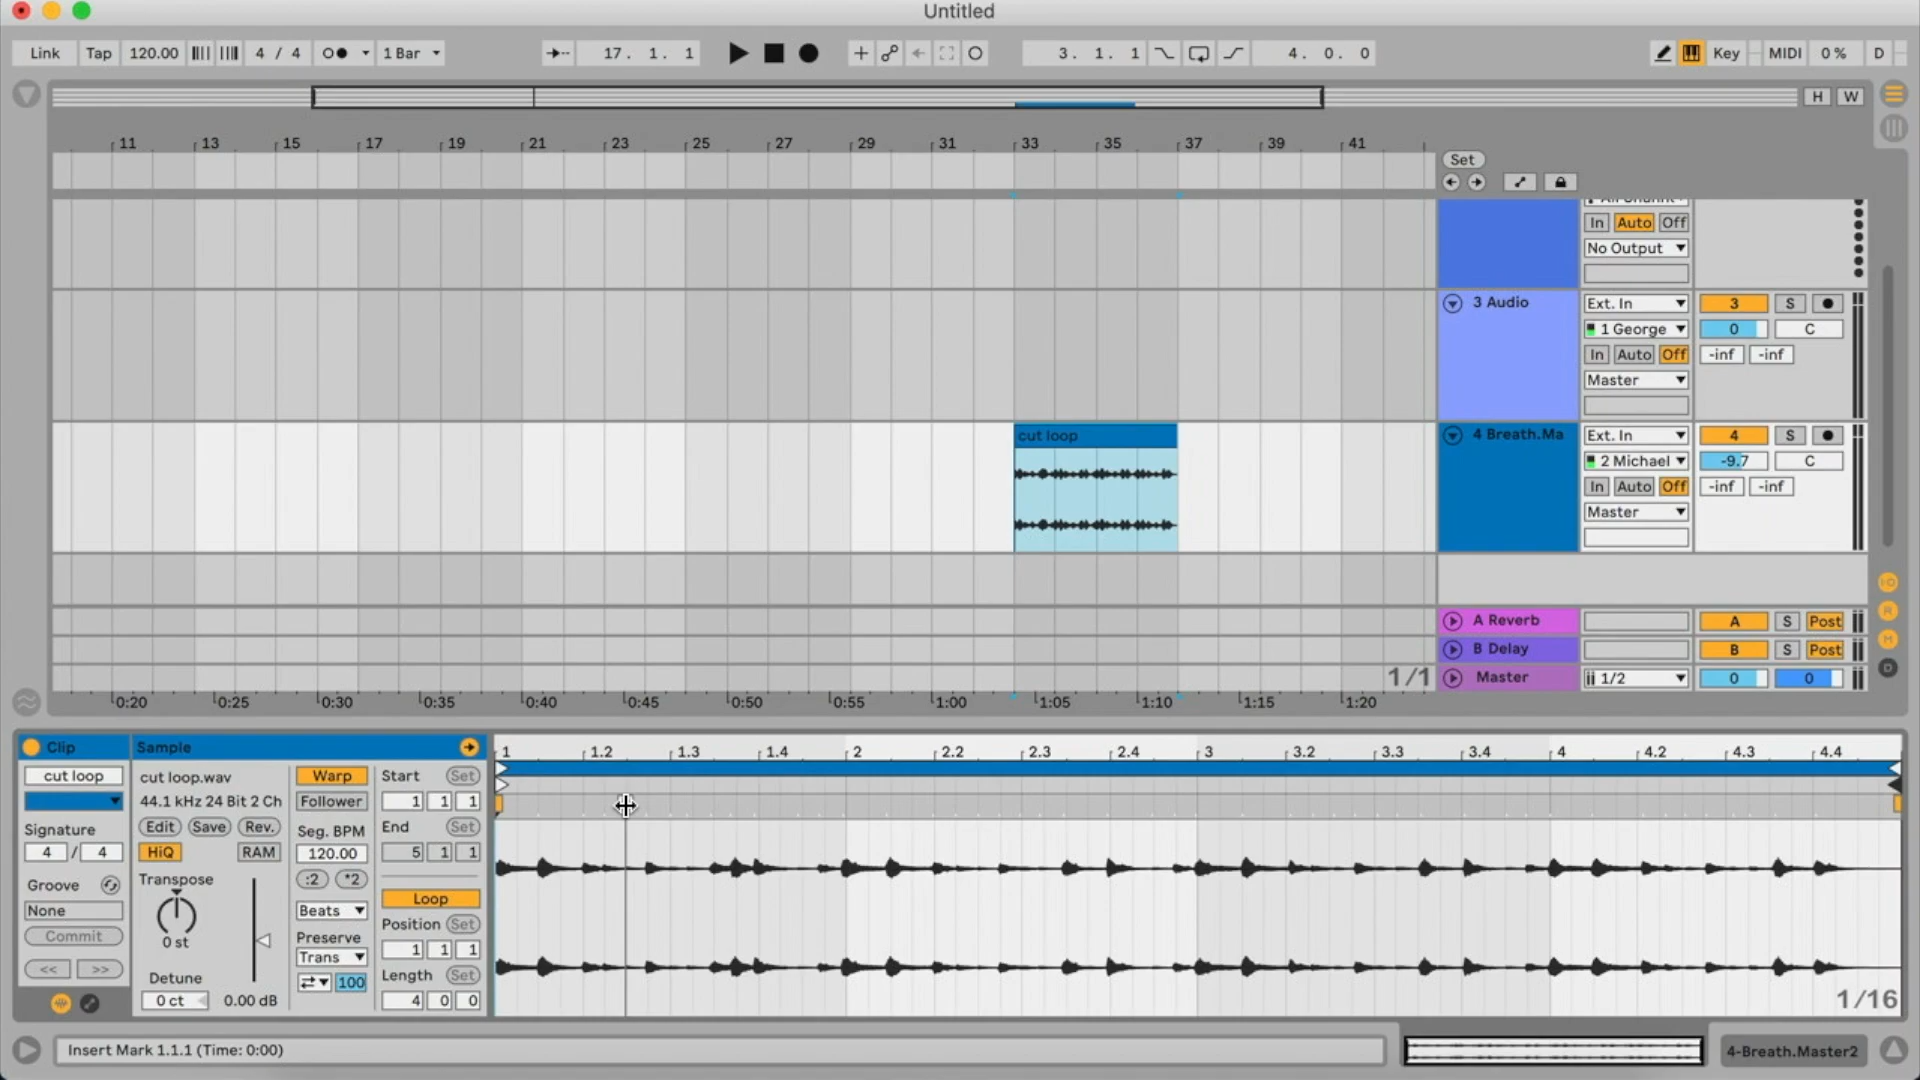 Untitled
Link Tap 120.00 4 / 4 1 Bar 17. 1. 1 3. 1. 1 4. 0. 0 Key MIDI 0 % D
H W
11 13 15 17 19 21 23 25 27 29 31 33 35 37 39 41
Set
In Auto Off
No Output
3 Audio Ext. In 3 S
1 George 0 C
In Auto Off -inf -inf
Master
cut loop 4 Breath.Ma Ext. In 4 S
2 Michael -9.7 C
In Auto Off -inf -inf
Master
A Reverb A S Post
B Delay B S Post
1/1 Master 1/2 0 0
0:20 0:25 0:30 0:35 0:40 0:45 0:50 0:55 1:00 1:05 1:10 1:15 1:20
Clip Sample 1 1.2 1.3 1.4 2 2.2 2.3 2.4 3 3.2 3.3 3.4 4 4.2 4.3 4.4
cut loop cut loop.wav Warp Start Set
44.1 kHz 24 Bit 2 Ch Follower 1 1 1
Signature Edit Save Rev. Seg. BPM End Set
4 / 4 HiQ RAM 120.00 5 1 1
Transpose :2 *2
Groove Loop
None Beats Position Set
Commit 0 st Preserve 1 1 1
<< >> Trans
Detune 100 Length Set
0 ct 0.00 dB 4 0 0 1/16
Insert Mark 1.1.1 (Time: 0:00) 4-Breath.Master2